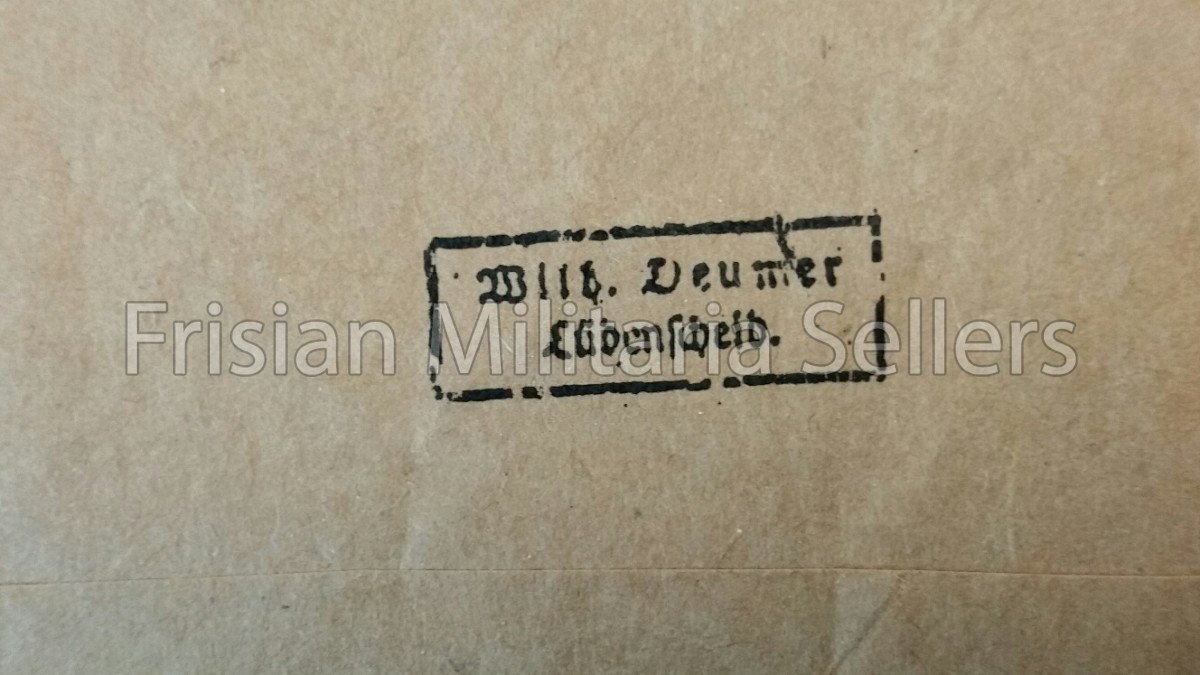 Wilh. Deumer
Lüdenscheid.
Frisian Militaria Sellers